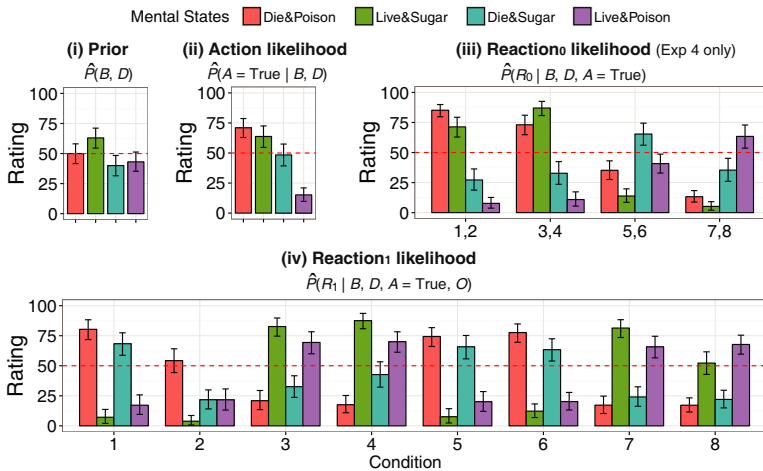 Mental States Die&Poison Live&Sugar Die&Sugar Live&Poison
(i) Prior
P̂(B, D)
Rating
100
75
50
25
0
(ii) Action likelihood
P̂(A = True | B, D)
100
75
50
25
0
(iii) Reaction₀ likelihood (Exp 4 only)
P̂(R₀ | B, D, A = True)
Rating
100
75
50
25
0
1,2 3,4 5,6 7,8
(iv) Reaction₁ likelihood
P̂(R₁ | B, D, A = True, O)
Rating
100
75
50
25
0
1 2 3 4 5 6 7 8
Condition